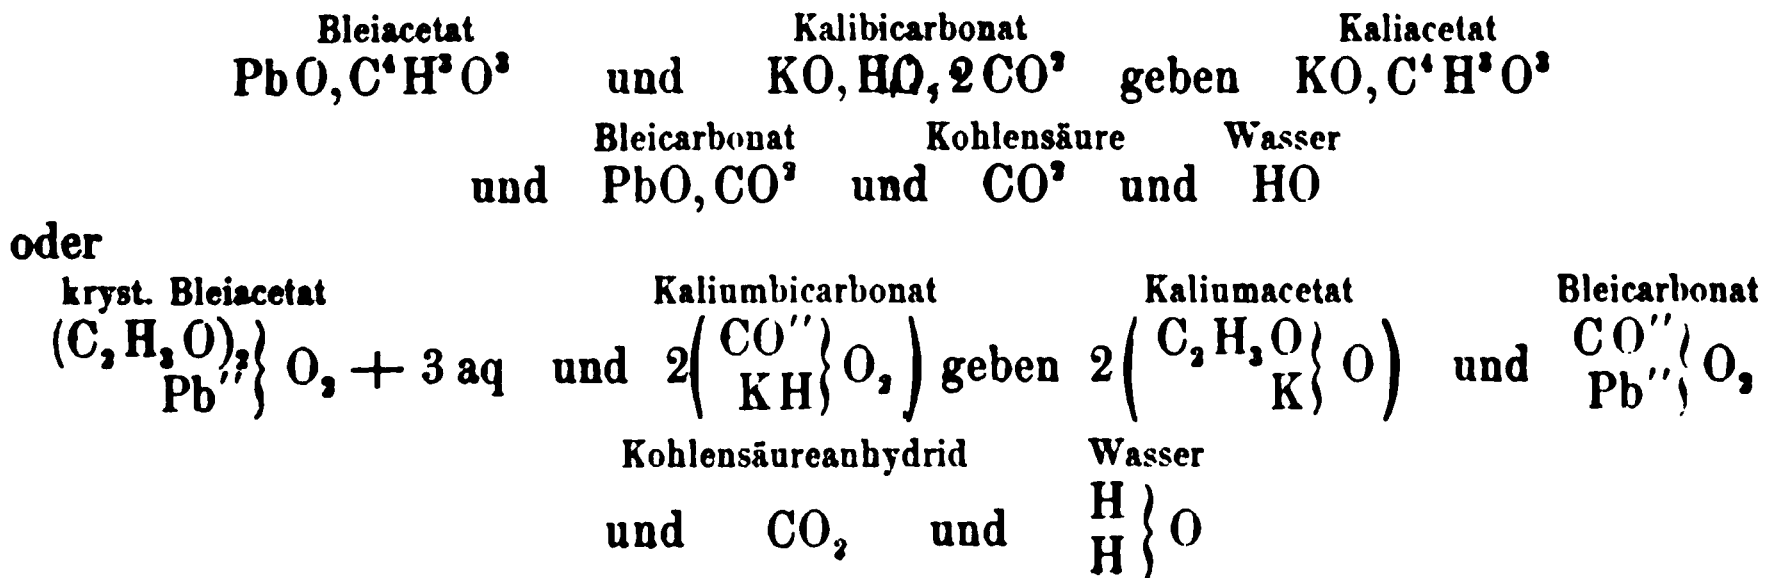 Bleiacetat Kalibicarbonat Kaliacetat
PbO, C⁴H³O³ und KO, HO, 2CO² geben KO, C⁴H³O³
Bleicarbonat Kohlensäure Wasser
und PbO, CO² und CO² und HO
oder
kryst. Bleiacetat Kaliumbicarbonat Kaliumacetat Bleicarbonat
(C₂H₃O)₂ CO″ C₂H₃O CO″
} O₂ + 3 aq und 2( } O₂ ) geben 2( } O ) und } O₂
Pb″ KH K Pb″
Kohlensäureanhydrid Wasser
H
und CO₂ und } O
H